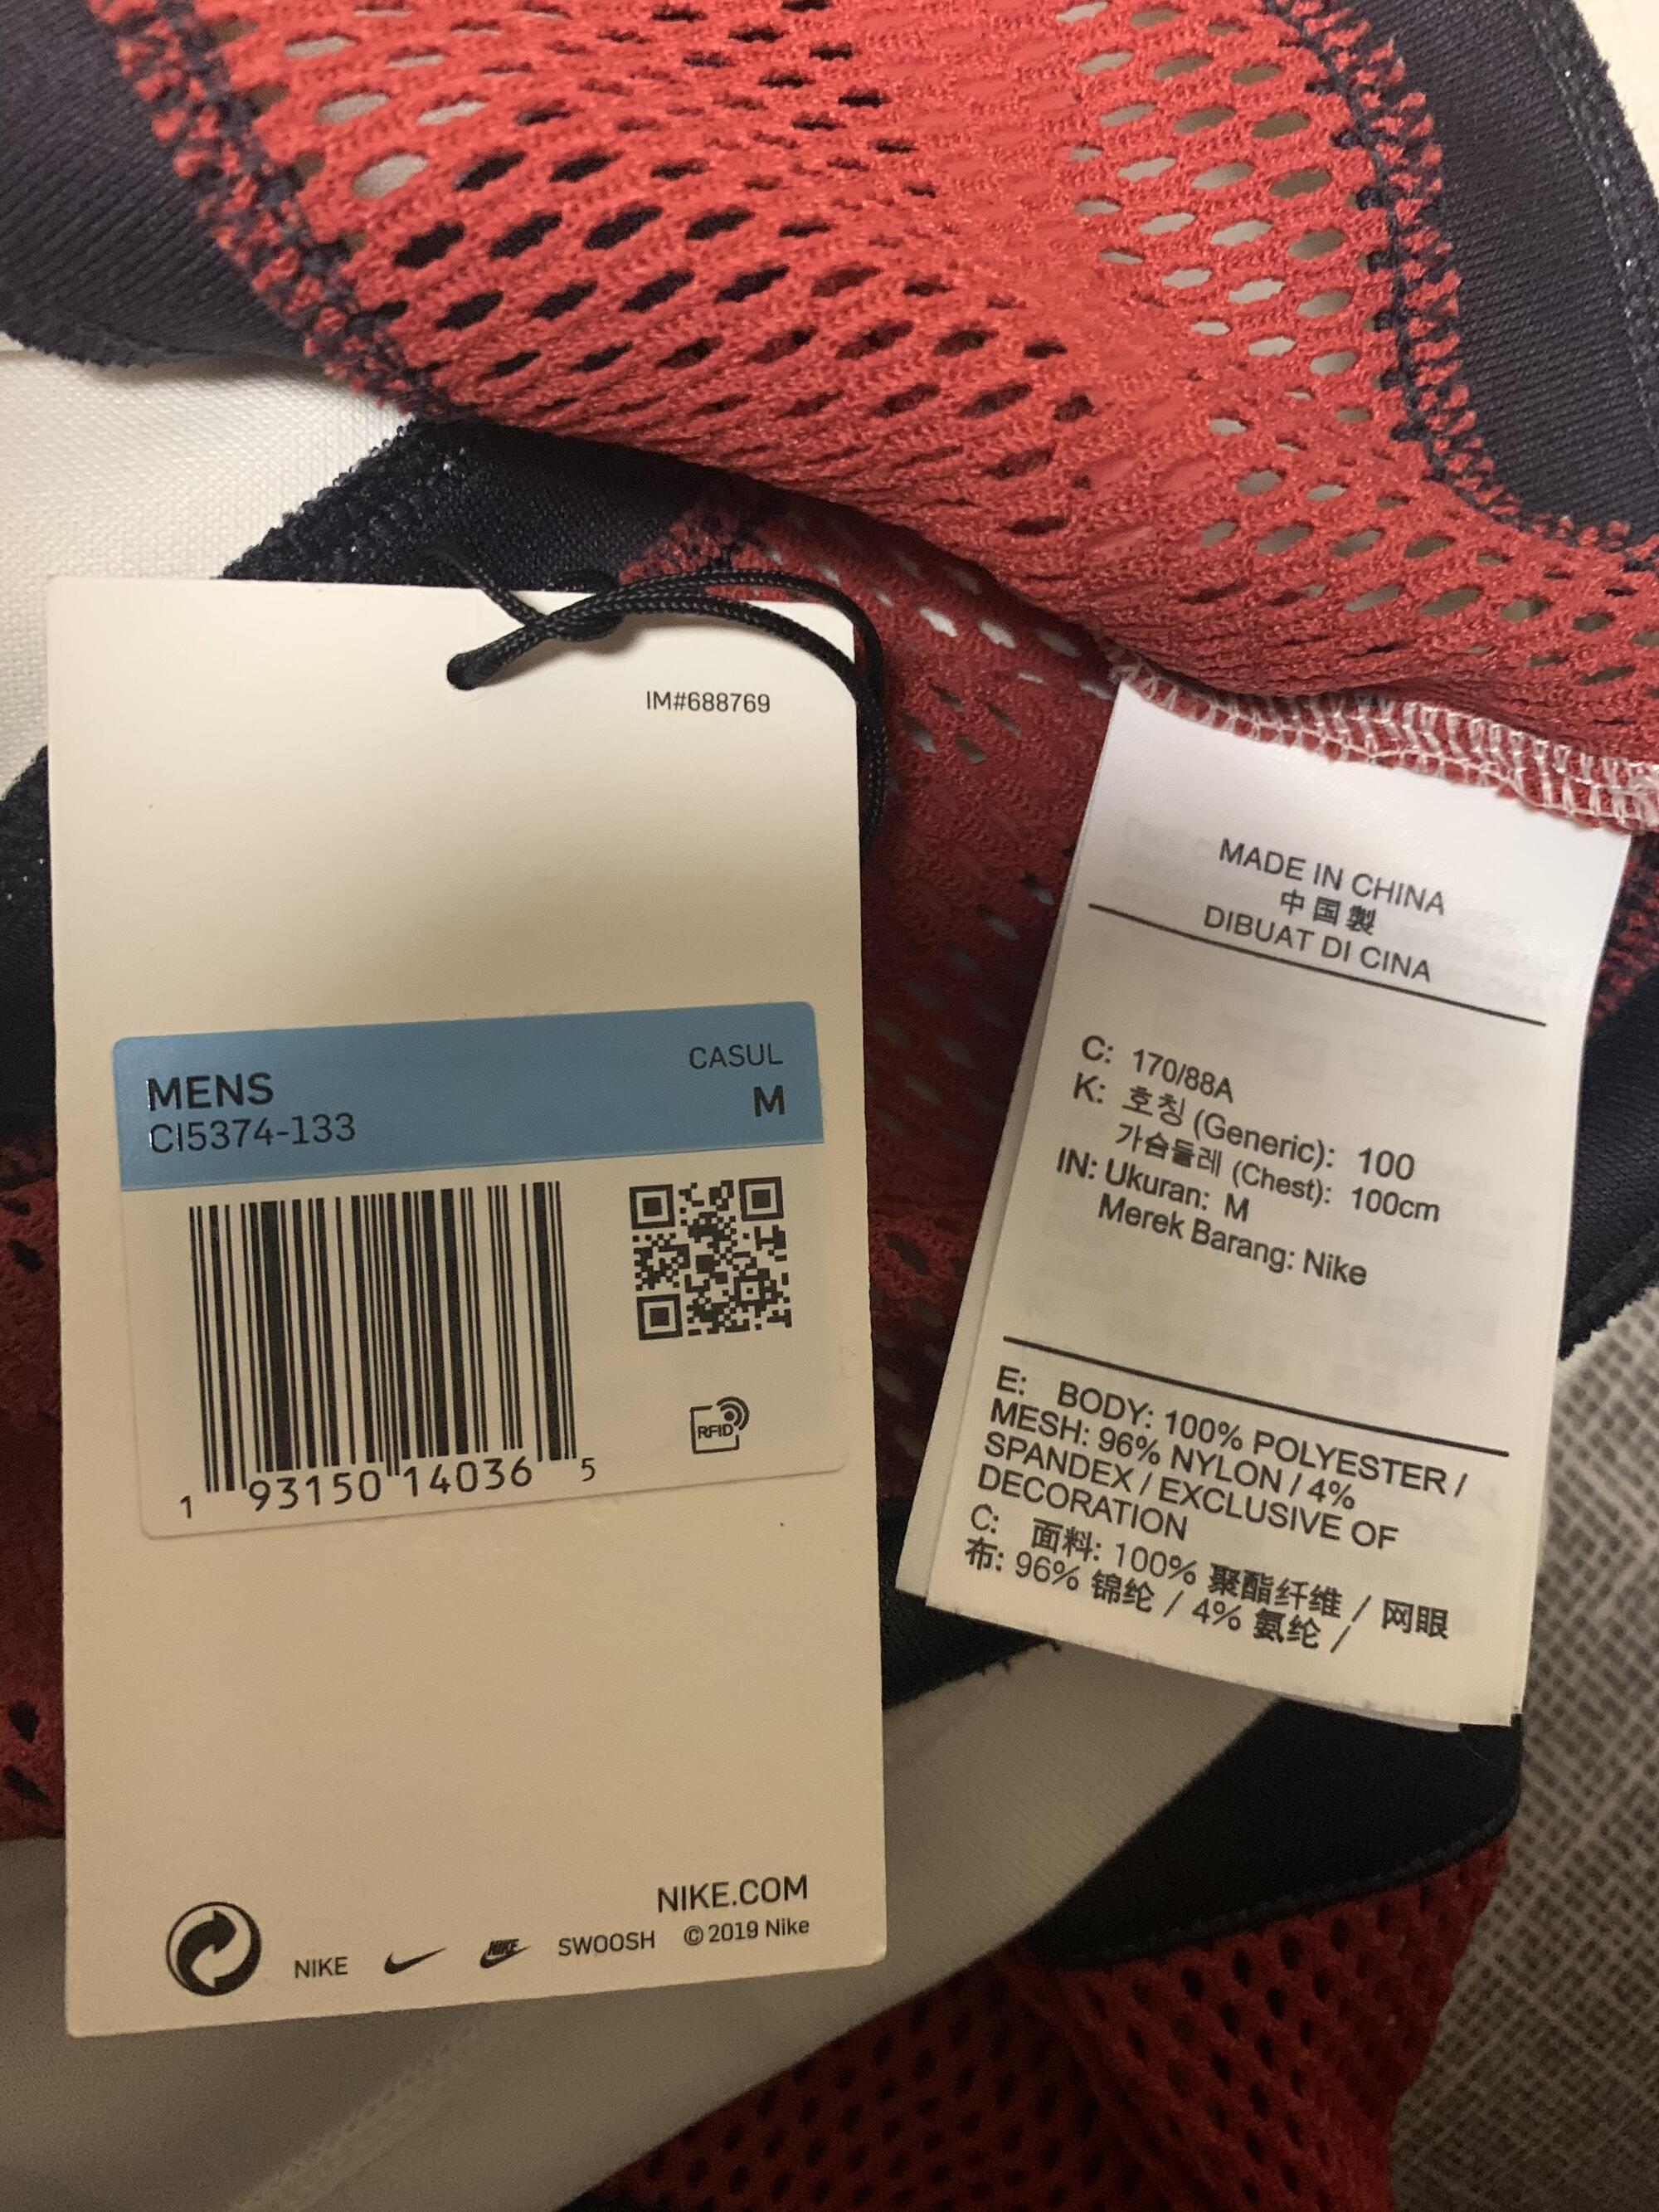 IM#688769
MENS
CASUL
CI5374-133
M
1 93150 14036 5
RFID
NIKE.COM
NIKE NIKE SWOOSH © 2019 Nike
MADE IN CHINA
中国製
DIBUAT DI CINA
C: 170/88A
K: 호칭 (Generic): 100
가슴둘레 (Chest): 100cm
IN: Ukuran: M
Merek Barang: Nike
E: BODY: 100% POLYESTER /
MESH: 96% NYLON / 4%
SPANDEX / EXCLUSIVE OF
DECORATION
C: 面料: 100% 聚酯纤维 / 网眼
布: 96% 锦纶 / 4% 氨纶 /